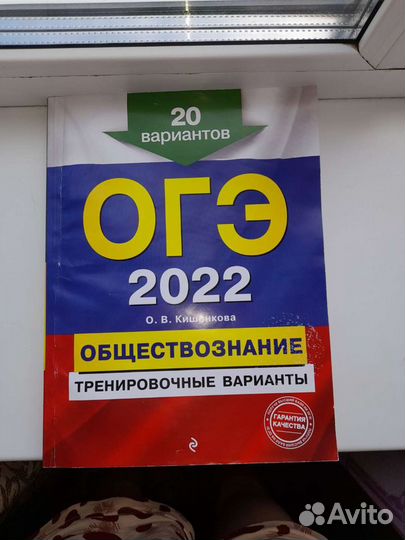 20
вариантов
ОГЭ
2022
О. В. Кишенкова
ОБЩЕСТВОЗНАНИЕ
ТРЕНИРОВОЧНЫЕ ВАРИАНТЫ
ГАРАНТИЯ
КАЧЕСТВА
Avito